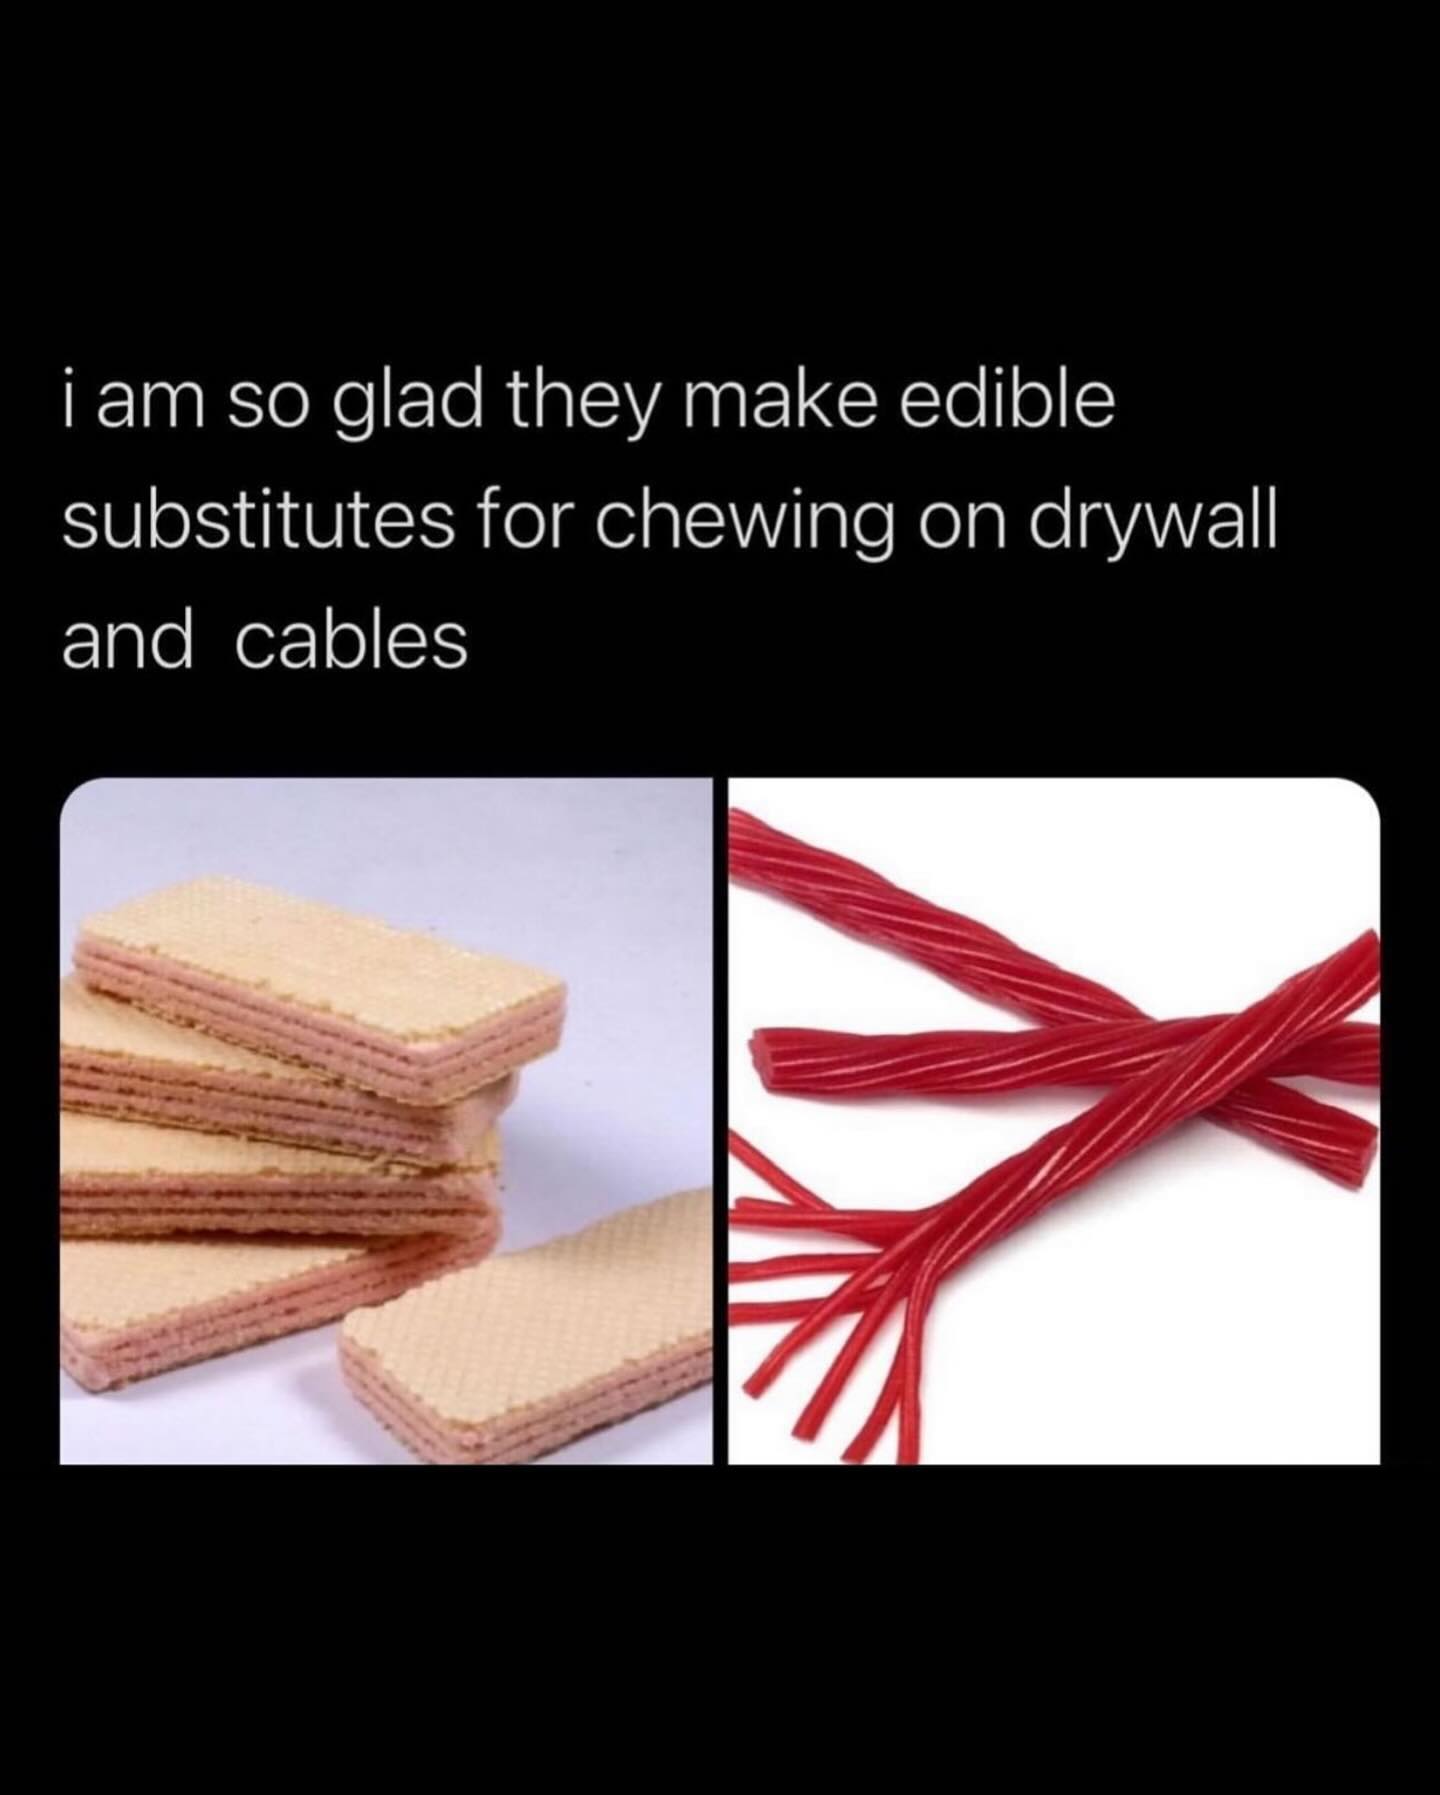 i am so glad they make edible
substitutes for chewing on drywall
and  cables